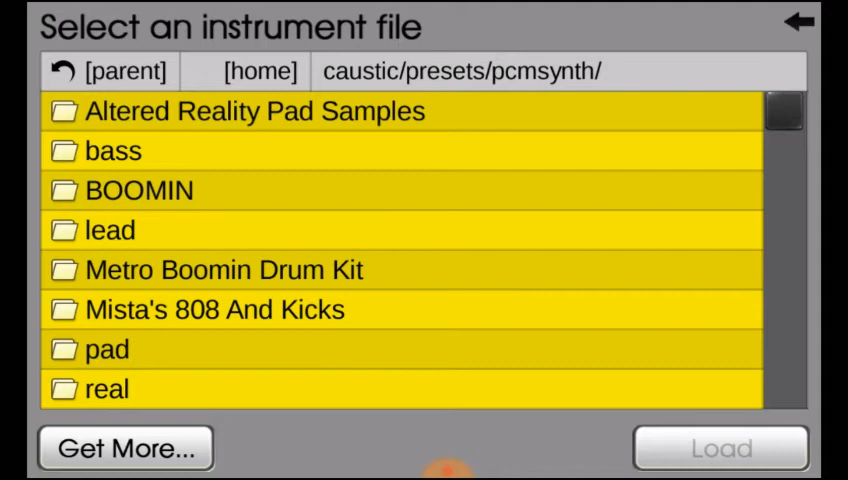 Select an instrument file
[parent] [home] caustic/presets/pcmsynth/
Altered Reality Pad Samples
bass
BOOMIN
lead
Metro Boomin Drum Kit
Mista's 808 And Kicks
pad
real
Get More... Load